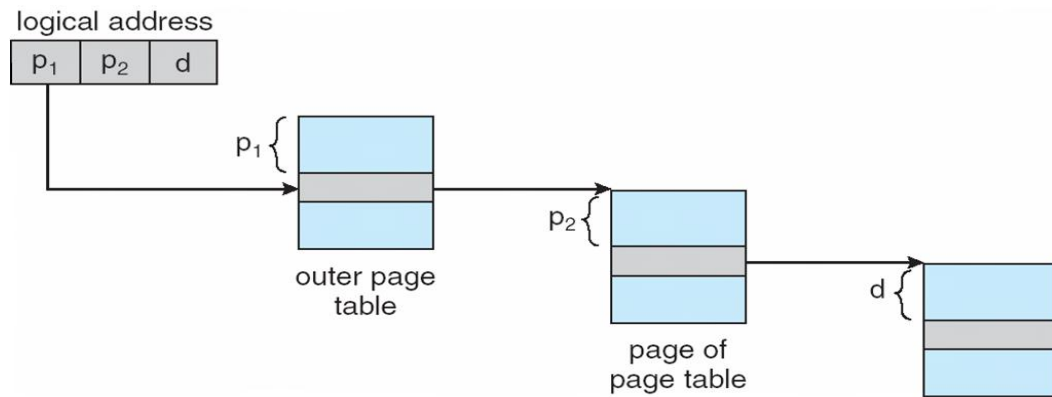 logical address
p₁ p₂ d
p₁
outer page
table
p₂
page of
page table
d